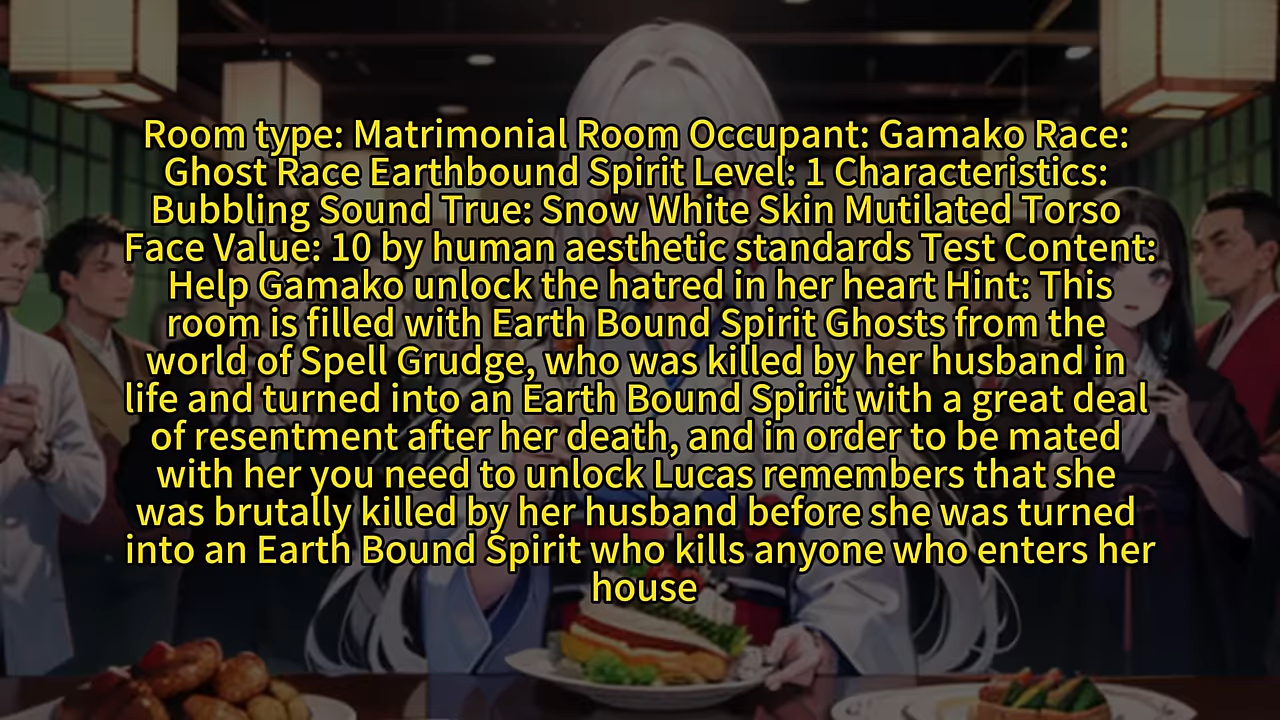 Room type: Matrimonial Room Occupant: Gamako Race:
Ghost Race Earthbound Spirit Level: 1 Characteristics:
Bubbling Sound True: Snow White Skin Mutilated Torso
Face Value: 10 by human aesthetic standards Test Content:
Help Gamako unlock the hatred in her heart Hint: This
room is filled with Earth Bound Spirit Ghosts from the
world of Spell Grudge, who was killed by her husband in
life and turned into an Earth Bound Spirit with a great deal
of resentment after her death, and in order to be mated
with her you need to unlock Lucas remembers that she
was brutally killed by her husband before she was turned
into an Earth Bound Spirit who kills anyone who enters her
house